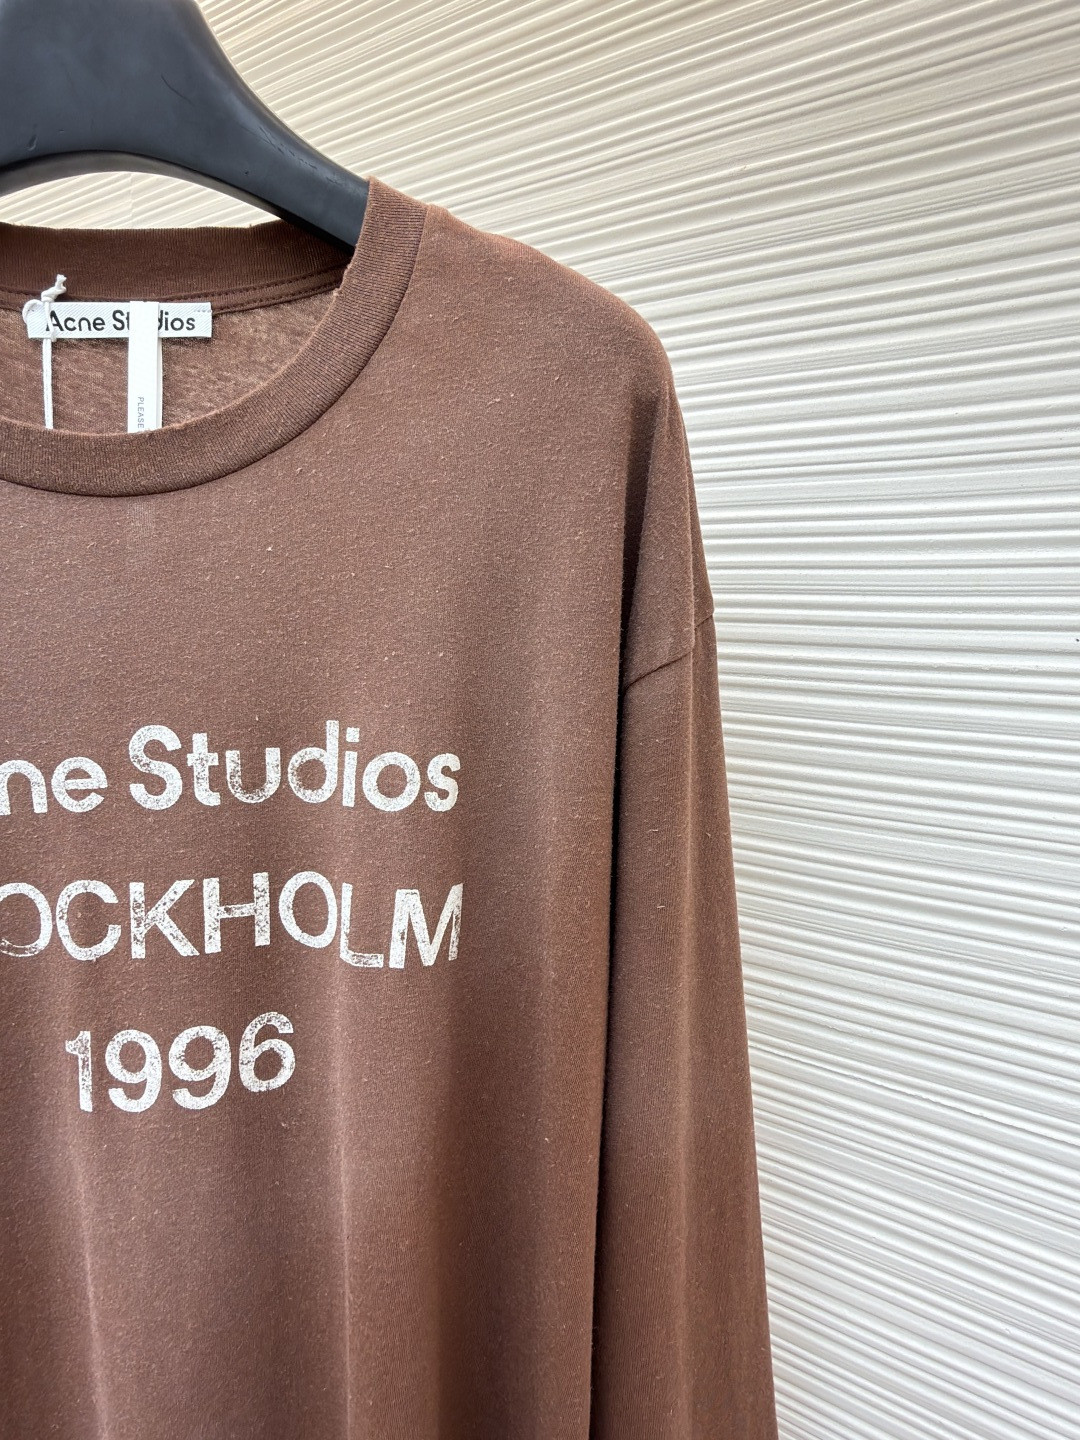 Acne Studios
PLEASE
ne Studios
OCKHOLM
1996